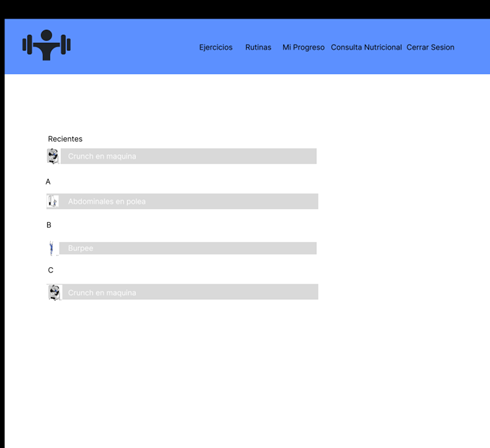 Ejercicios Rutinas Mi Progreso Consulta Nutricional Cerrar Sesion
Recientes
Crunch en maquina
A
Abdominales en polea
B
Burpee
C
Crunch en maquina